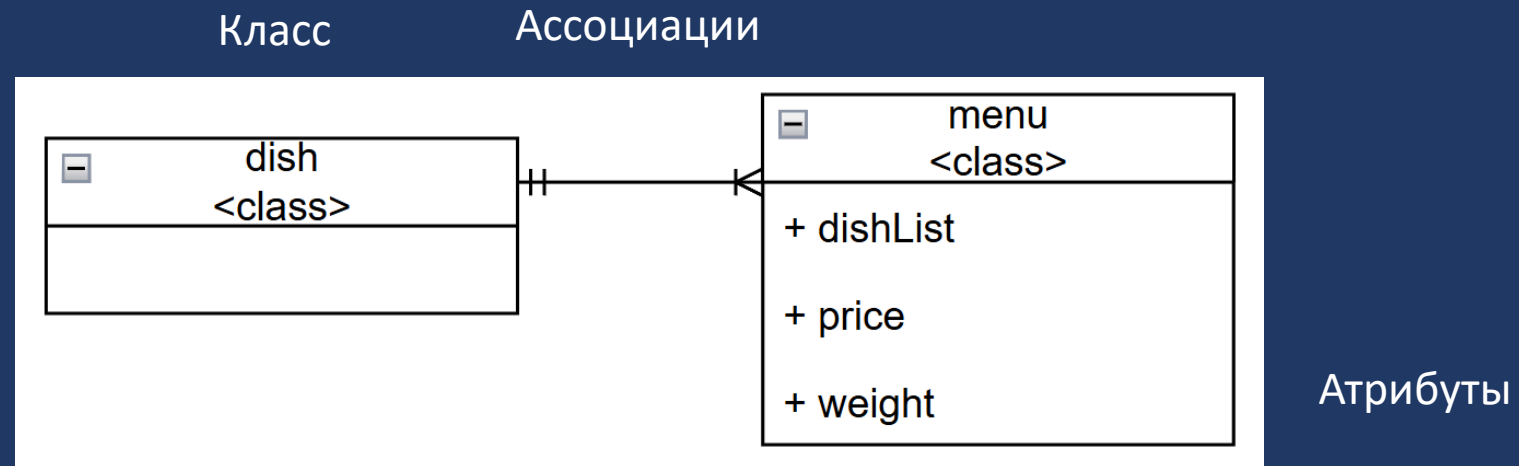 Класс
Ассоциации
dish
<class>
menu
<class>
+ dishList
+ price
+ weight
Атрибуты